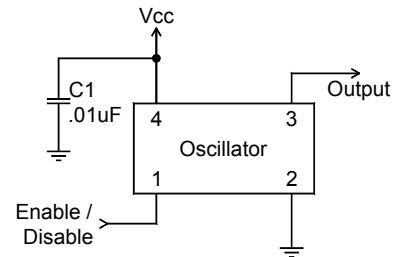 Vcc
C1
.01uF
4
3
Output
Oscillator
1
2
Enable /
Disable